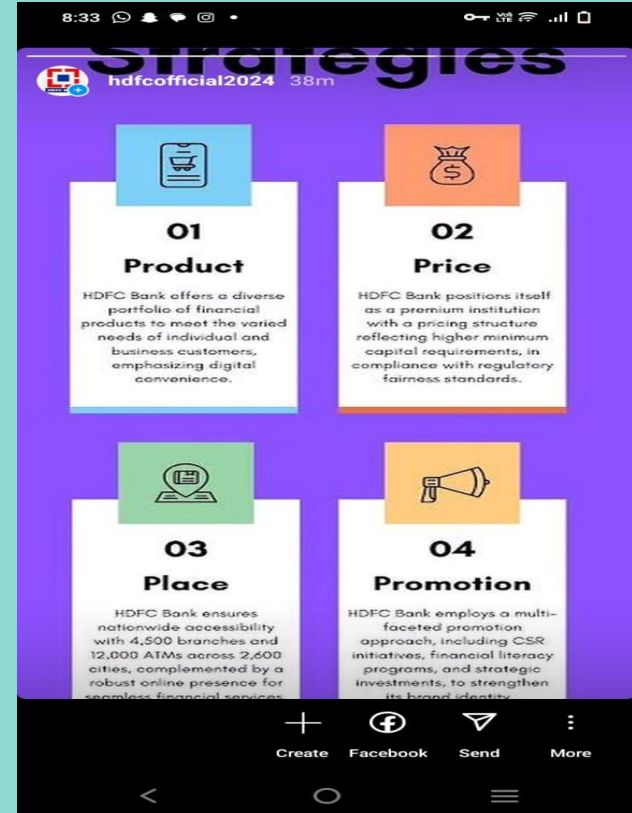 8:33
Strategies
hdfcofficial2024 38m
01
Product
HDFC Bank offers a diverse
portfolio of financial
products to meet the varied
needs of individual and
business customers,
emphasizing digital
convenience.
02
Price
HDFC Bank positions itself
as a premium institution
with a pricing structure
reflecting higher minimum
capital requirements, in
compliance with regulatory
fairness standards.
03
Place
HDFC Bank ensures
nationwide accessibility
with 4,500 branches and
12,000 ATMs across 2,600
cities, complemented by a
robust online presence for
seamless financial services
04
Promotion
HDFC Bank employs a multi-
faceted promotion
approach, including CSR
initiatives, financial literacy
programs, and strategic
investments, to strengthen
its brand identity
Create Facebook Send More